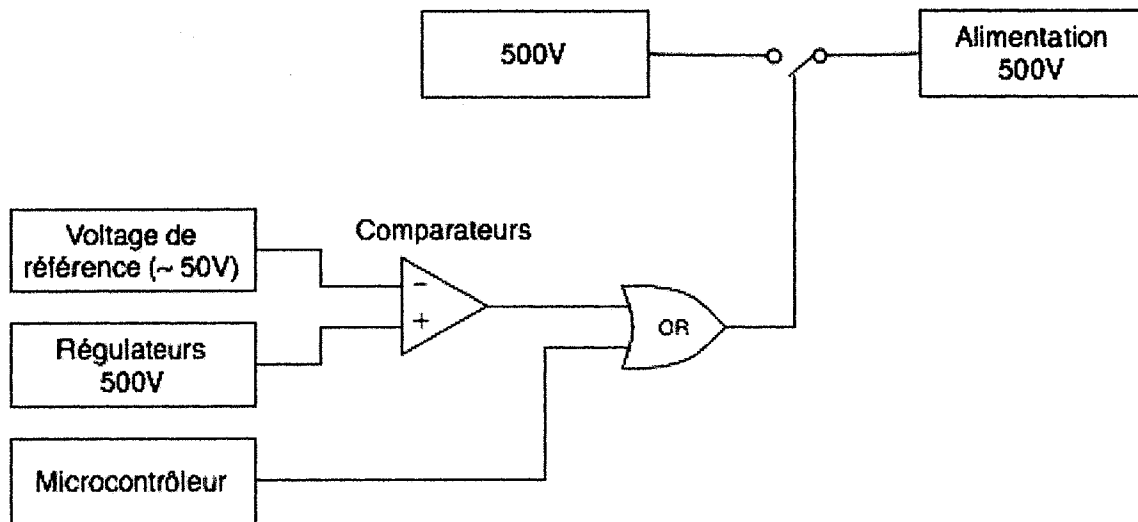 500V
Alimentation
500V
Voltage de
référence (~ 50V)
Comparateurs
−
+
Régulateurs
500V
OR
Microcontrôleur